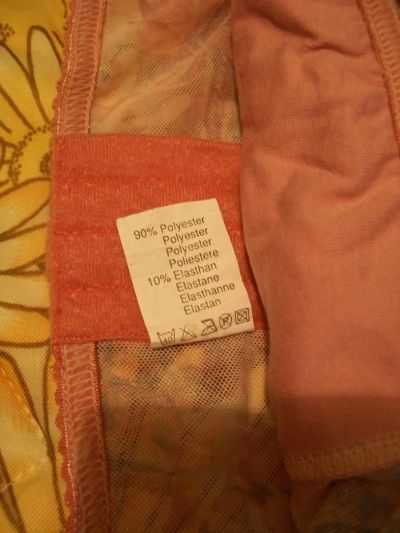 90% Polyester
Polyester
Polyester
Poliestere
10% Elasthan
Elastane
Elasthanne
Elastan